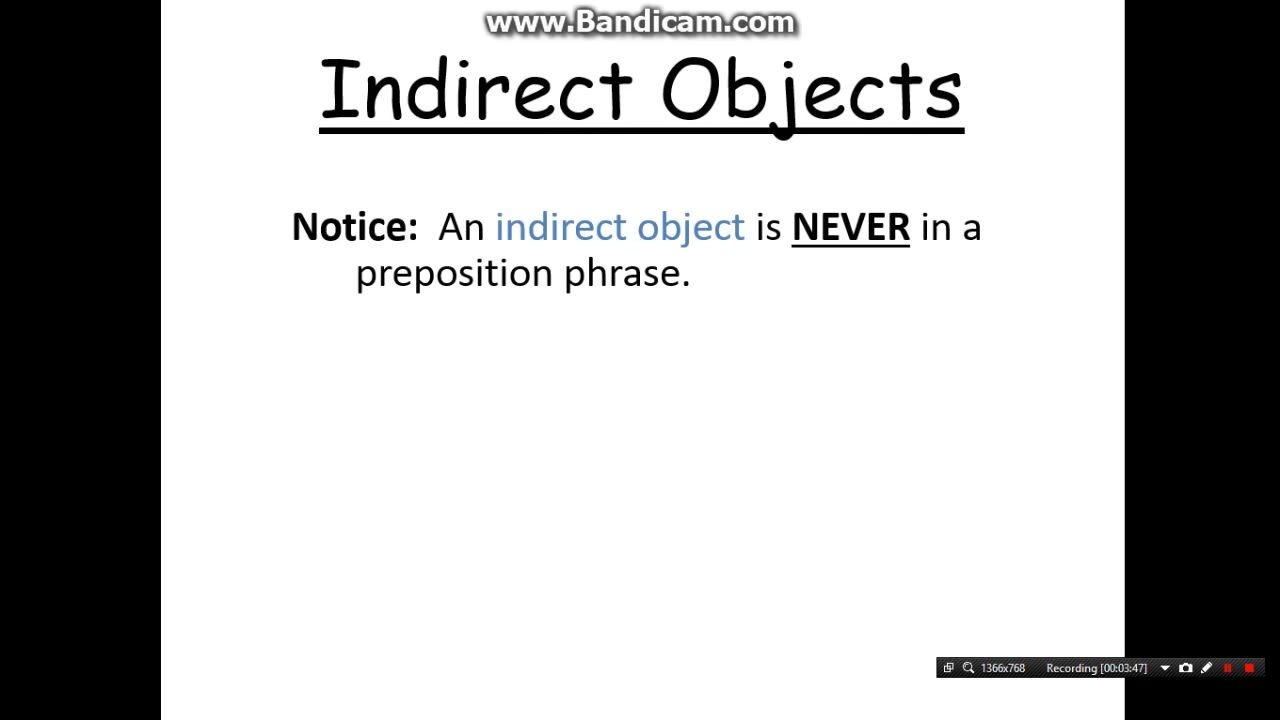 www.Bandicam.com
Indirect Objects
Notice: An indirect object is NEVER in a
preposition phrase.
1366x768 Recording [00:03:47]